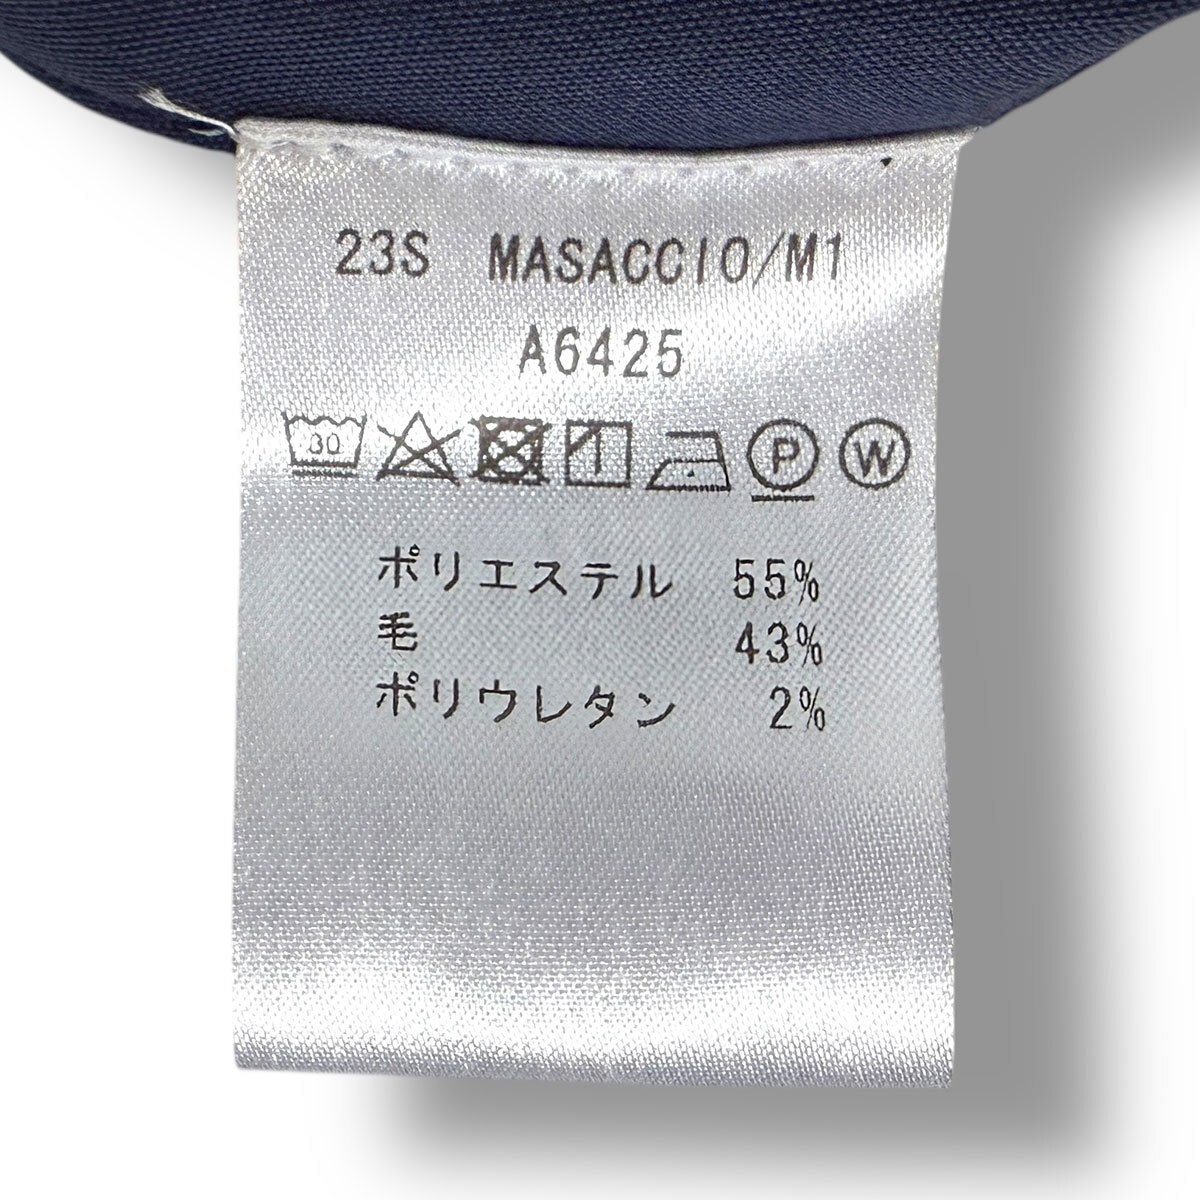 23S MASACCIO/M1
A6425
30 P W
ポリエステル 55%
毛 43%
ポリウレタン 2%